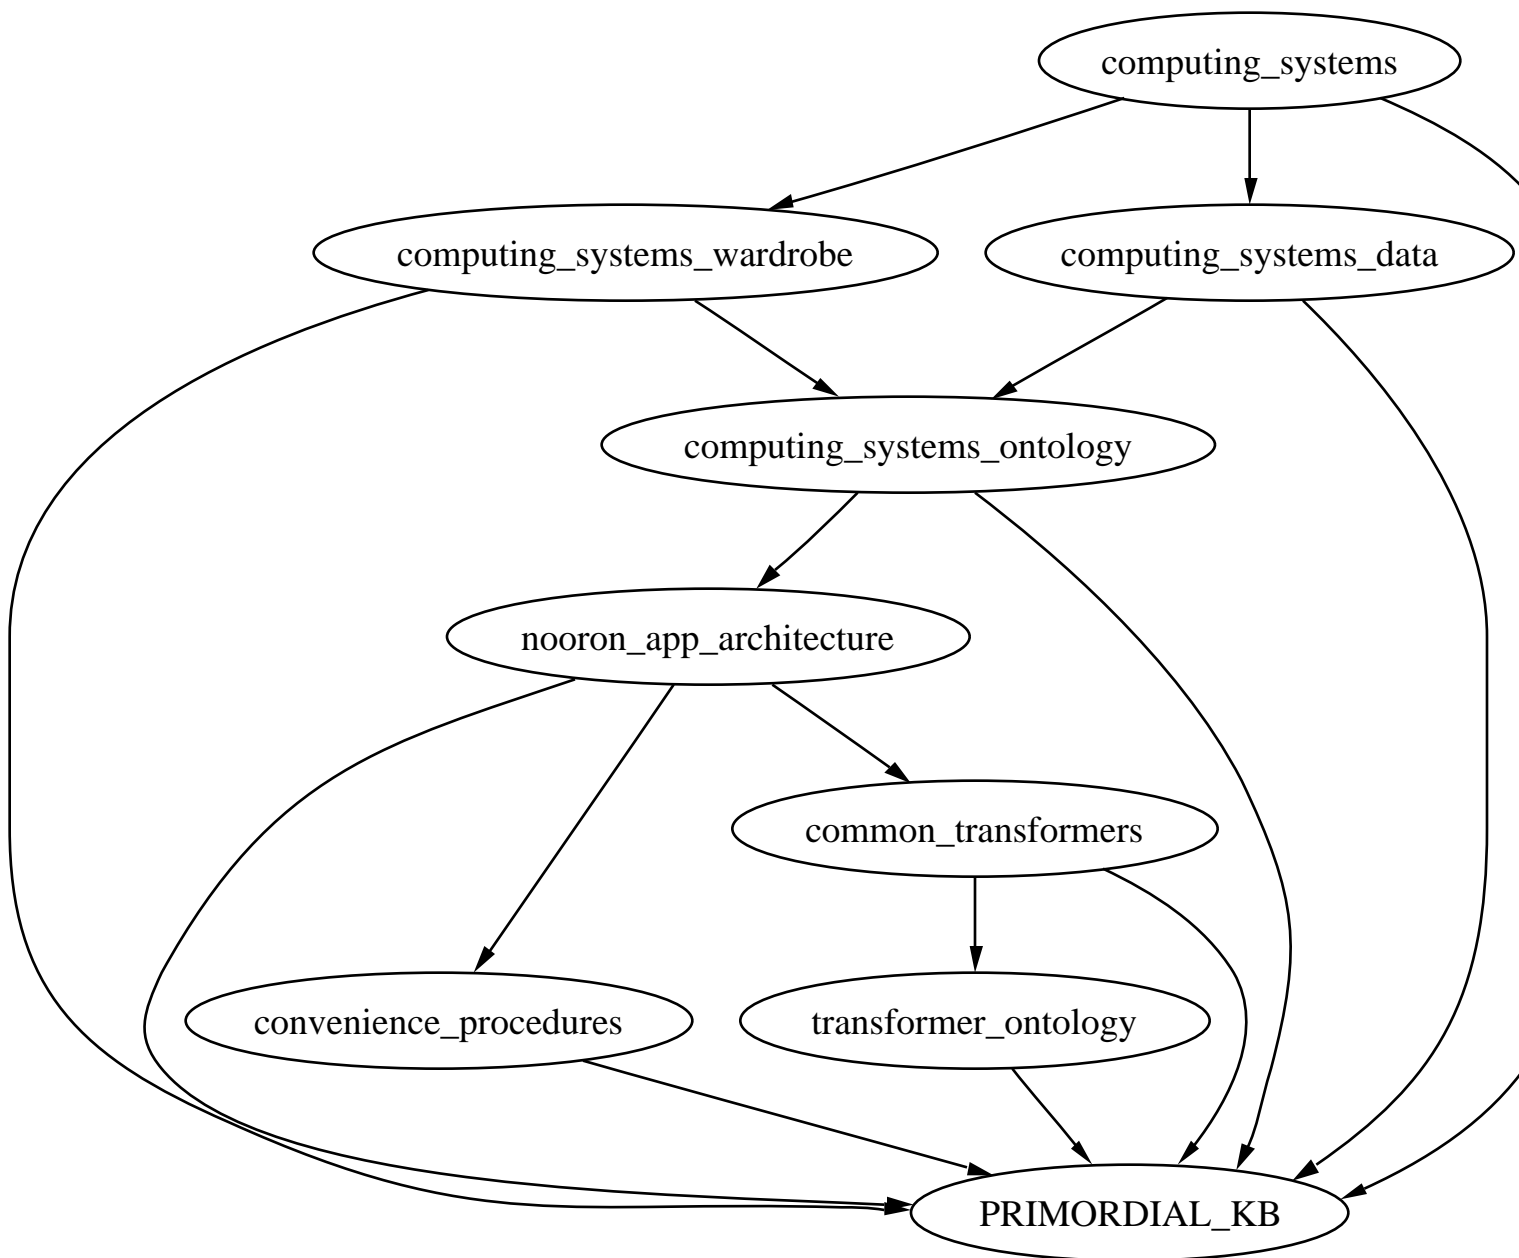 computing_systems
computing_systems_wardrobe
computing_systems_data
computing_systems_ontology
nooron_app_architecture
common_transformers
convenience_procedures
transformer_ontology
PRIMORDIAL_KB